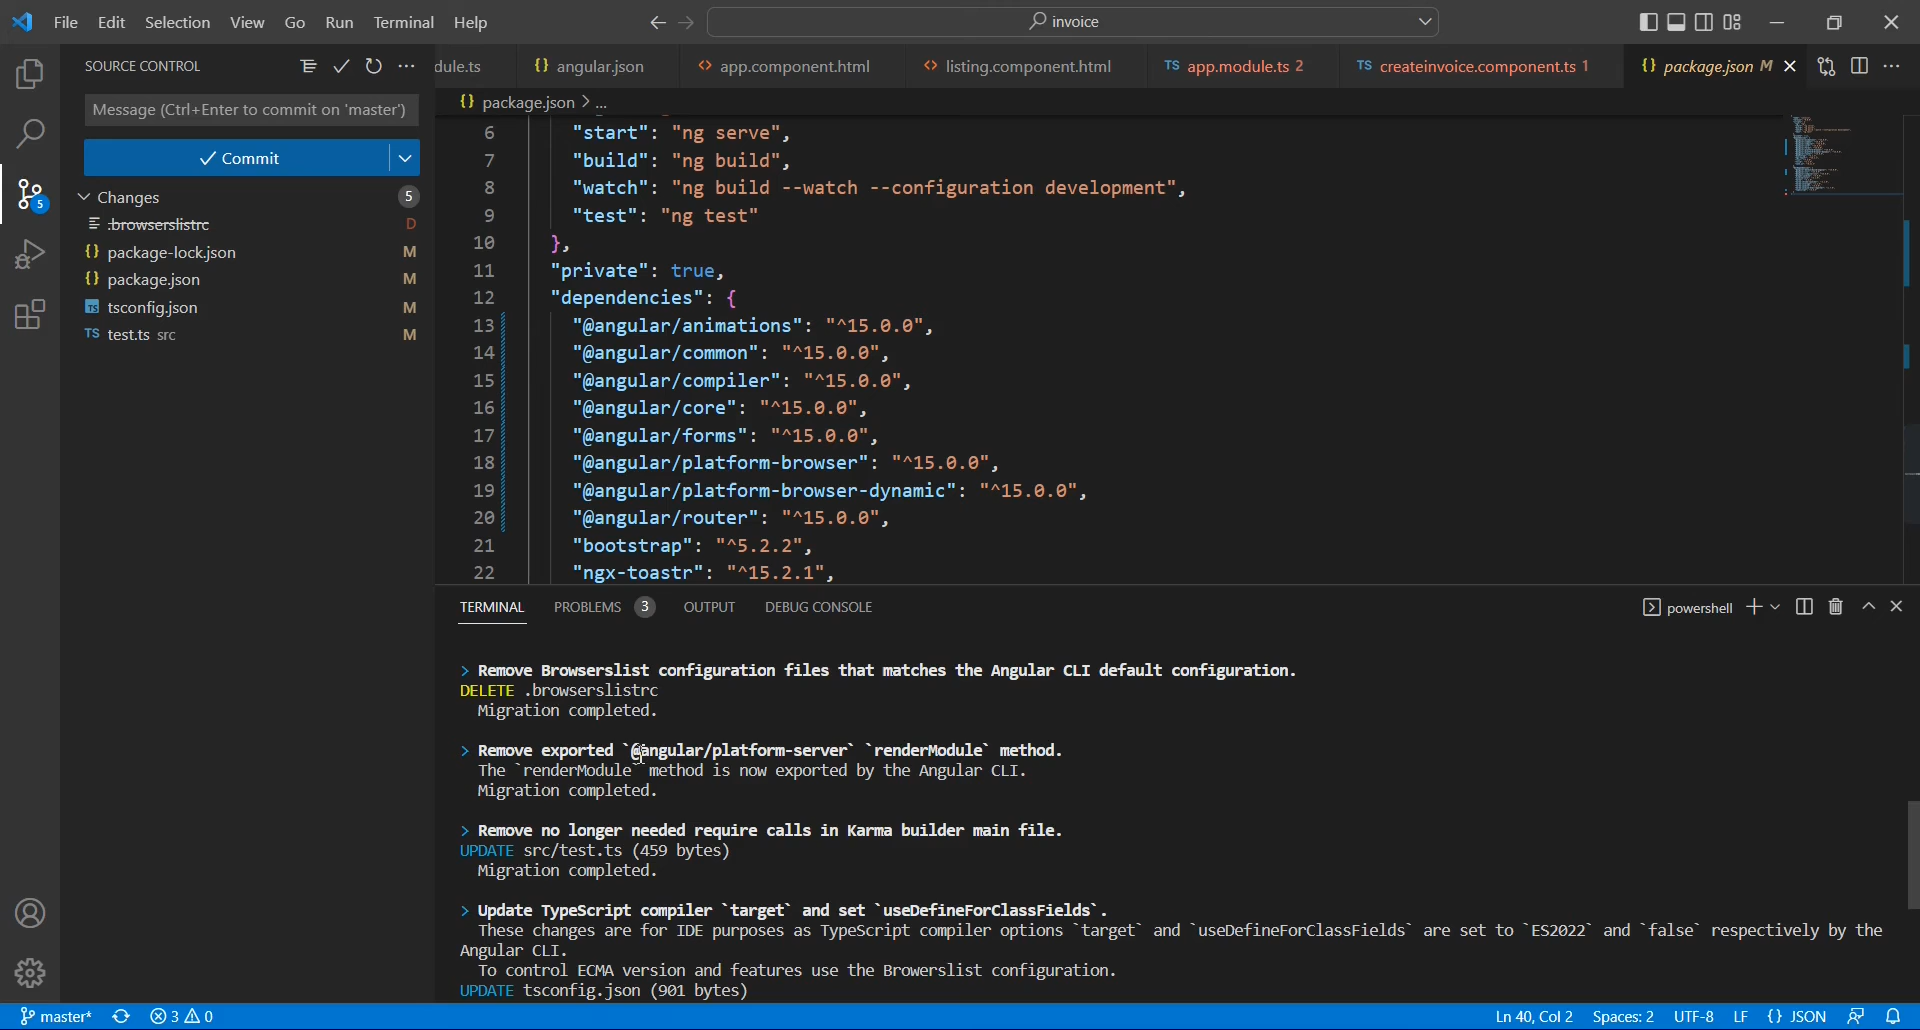 File Edit Selection View Go Run Terminal Help
invoice
SOURCE CONTROL
dule.ts
angular.json
app.component.html
listing.component.html
TS app.module.ts 2
TS createinvoice.component.ts 1
{} package.json M
{} package.json > ...
Message (Ctrl+Enter to commit on 'master')
Commit
Changes 5
.browserslistrc D
{} package-lock.json M
{} package.json M
TS tsconfig.json M
TS test.ts src M
6 "start": "ng serve",
7 "build": "ng build",
8 "watch": "ng build --watch --configuration development",
9 "test": "ng test"
10 },
11 "private": true,
12 "dependencies": {
13 "@angular/animations": "^15.0.0",
14 "@angular/common": "^15.0.0",
15 "@angular/compiler": "^15.0.0",
16 "@angular/core": "^15.0.0",
17 "@angular/forms": "^15.0.0",
18 "@angular/platform-browser": "^15.0.0",
19 "@angular/platform-browser-dynamic": "^15.0.0",
20 "@angular/router": "^15.0.0",
21 "bootstrap": "^5.2.2",
22 "ngx-toastr": "^15.2.1",
TERMINAL PROBLEMS 3 OUTPUT DEBUG CONSOLE
powershell
> Remove Browserslist configuration files that matches the Angular CLI default configuration.
DELETE .browserslistrc
Migration completed.
> Remove exported `@angular/platform-server` `renderModule` method.
The `renderModule` method is now exported by the Angular CLI.
Migration completed.
> Remove no longer needed require calls in Karma builder main file.
UPDATE src/test.ts (459 bytes)
Migration completed.
> Update TypeScript compiler `target` and set `useDefineForClassFields`.
These changes are for IDE purposes as TypeScript compiler options `target` and `useDefineForClassFields` are set to `ES2022` and `false` respectively by the
Angular CLI.
To control ECMA version and features use the Browerslist configuration.
UPDATE tsconfig.json (901 bytes)
master* 3 0
Ln 40, Col 2 Spaces: 2 UTF-8 LF {} JSON